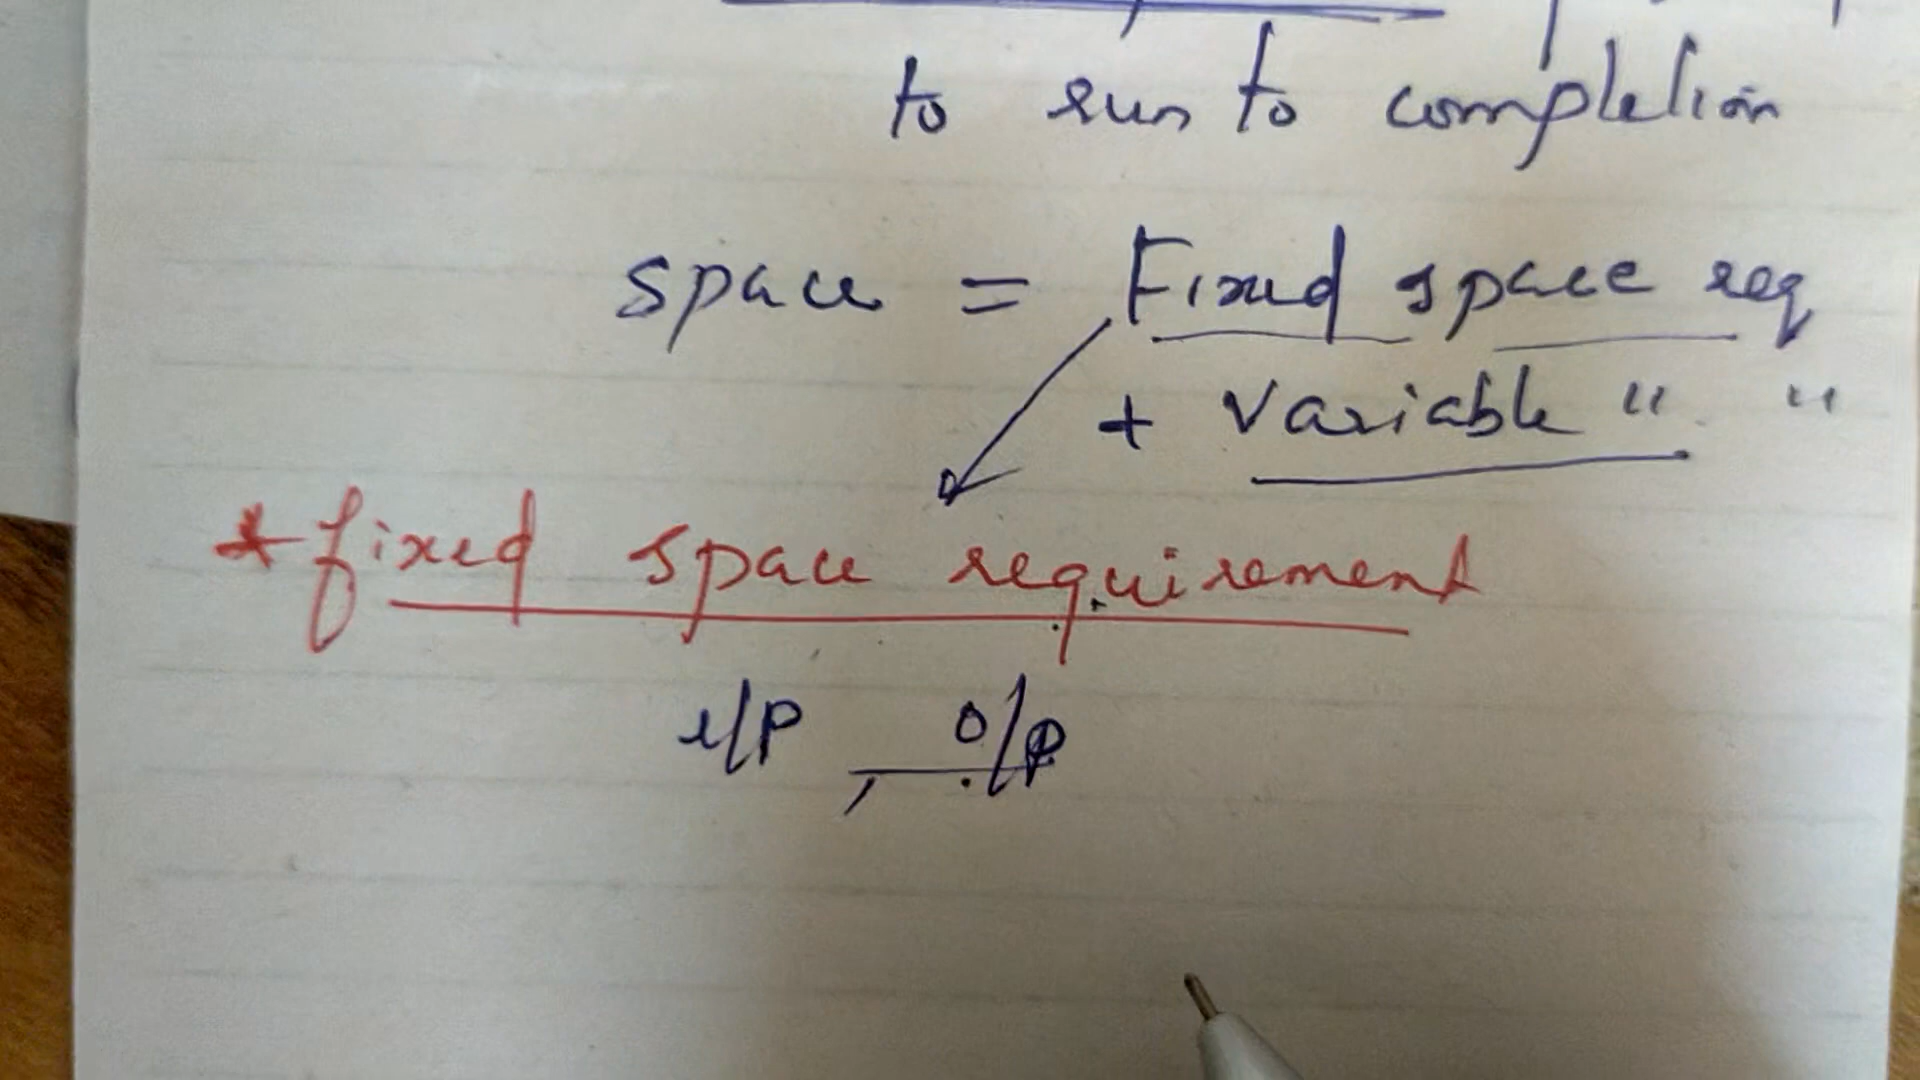 to run to completion
space = Fixed space req
+ Variable " "
* fixed space requirement
i/P , O/P